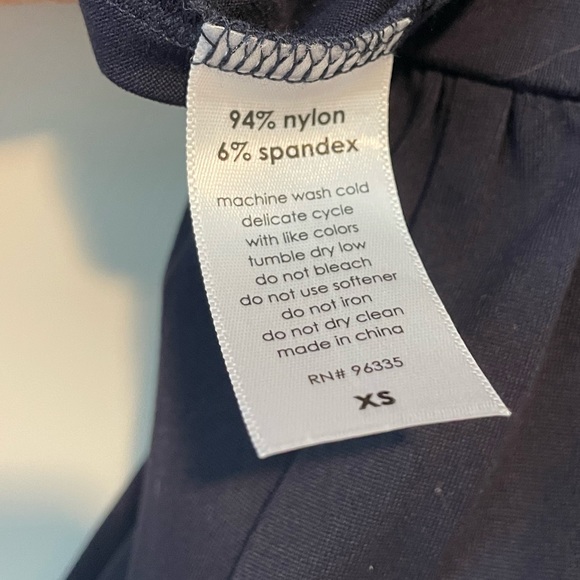 94% nylon
6% spandex
machine wash cold
delicate cycle
with like colors
tumble dry low
do not bleach
do not use softener
do not iron
do not dry clean
made in china
RN# 96335
XS